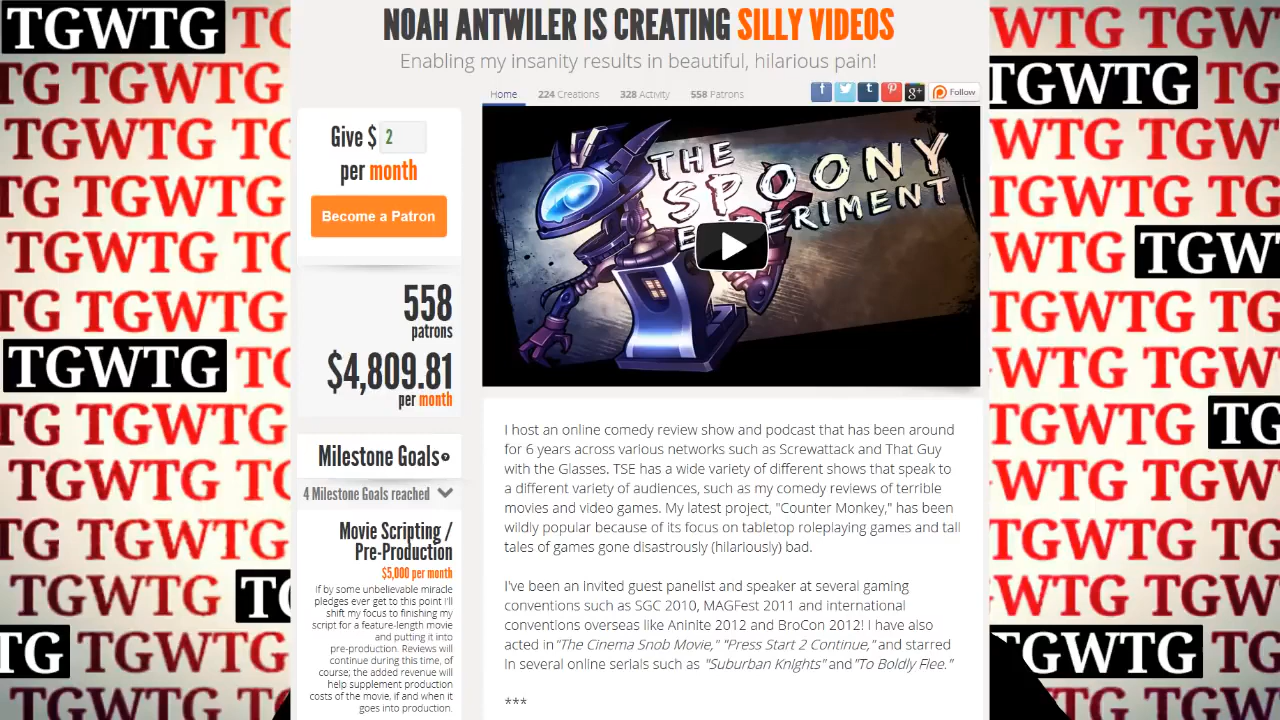 TGWTG
NOAH ANTWILER IS CREATING SILLY VIDEOS
Enabling my insanity results in beautiful, hilarious pain!
Home 224 Creations 328 Activity 558 Patrons
Follow
Give $ 2
per month
Become a Patron
558
patrons
$4,809.81
per month
Milestone Goals
4 Milestone Goals reached
Movie Scripting /
Pre-Production
$5,000 per month
If by some unbelievable miracle
pledges ever get to this point I'll
shift my focus to finishing my
script for a feature-length movie
and putting it into
pre-production. Reviews will
continue during this time, of
course; the added revenue will
help supplement production
costs of the movie, if and when it
goes into production.
THE
SPOONY
EXPERIMENT
I host an online comedy review show and podcast that has been around
for 6 years across various networks such as Screwattack and That Guy
with the Glasses. TSE has a wide variety of different shows that speak to
a different variety of audiences, such as my comedy reviews of terrible
movies and video games. My latest project, "Counter Monkey," has been
wildly popular because of its focus on tabletop roleplaying games and tall
tales of games gone disastrously (hilariously) bad.
I've been an invited guest panelist and speaker at several gaming
conventions such as SGC 2010, MAGFest 2011 and international
conventions overseas like Aninite 2012 and BroCon 2012! I have also
acted in "The Cinema Snob Movie," "Press Start 2 Continue," and starred
in several online serials such as "Suburban Knights" and "To Boldly Flee."
***
TGWTG TGWTG
TGWTG
TGWTG
TGWTG
TGWTG
TGWTG
TGWTG
TGWTG
TGWTG
TGWTG
TGWTG
TGWTG